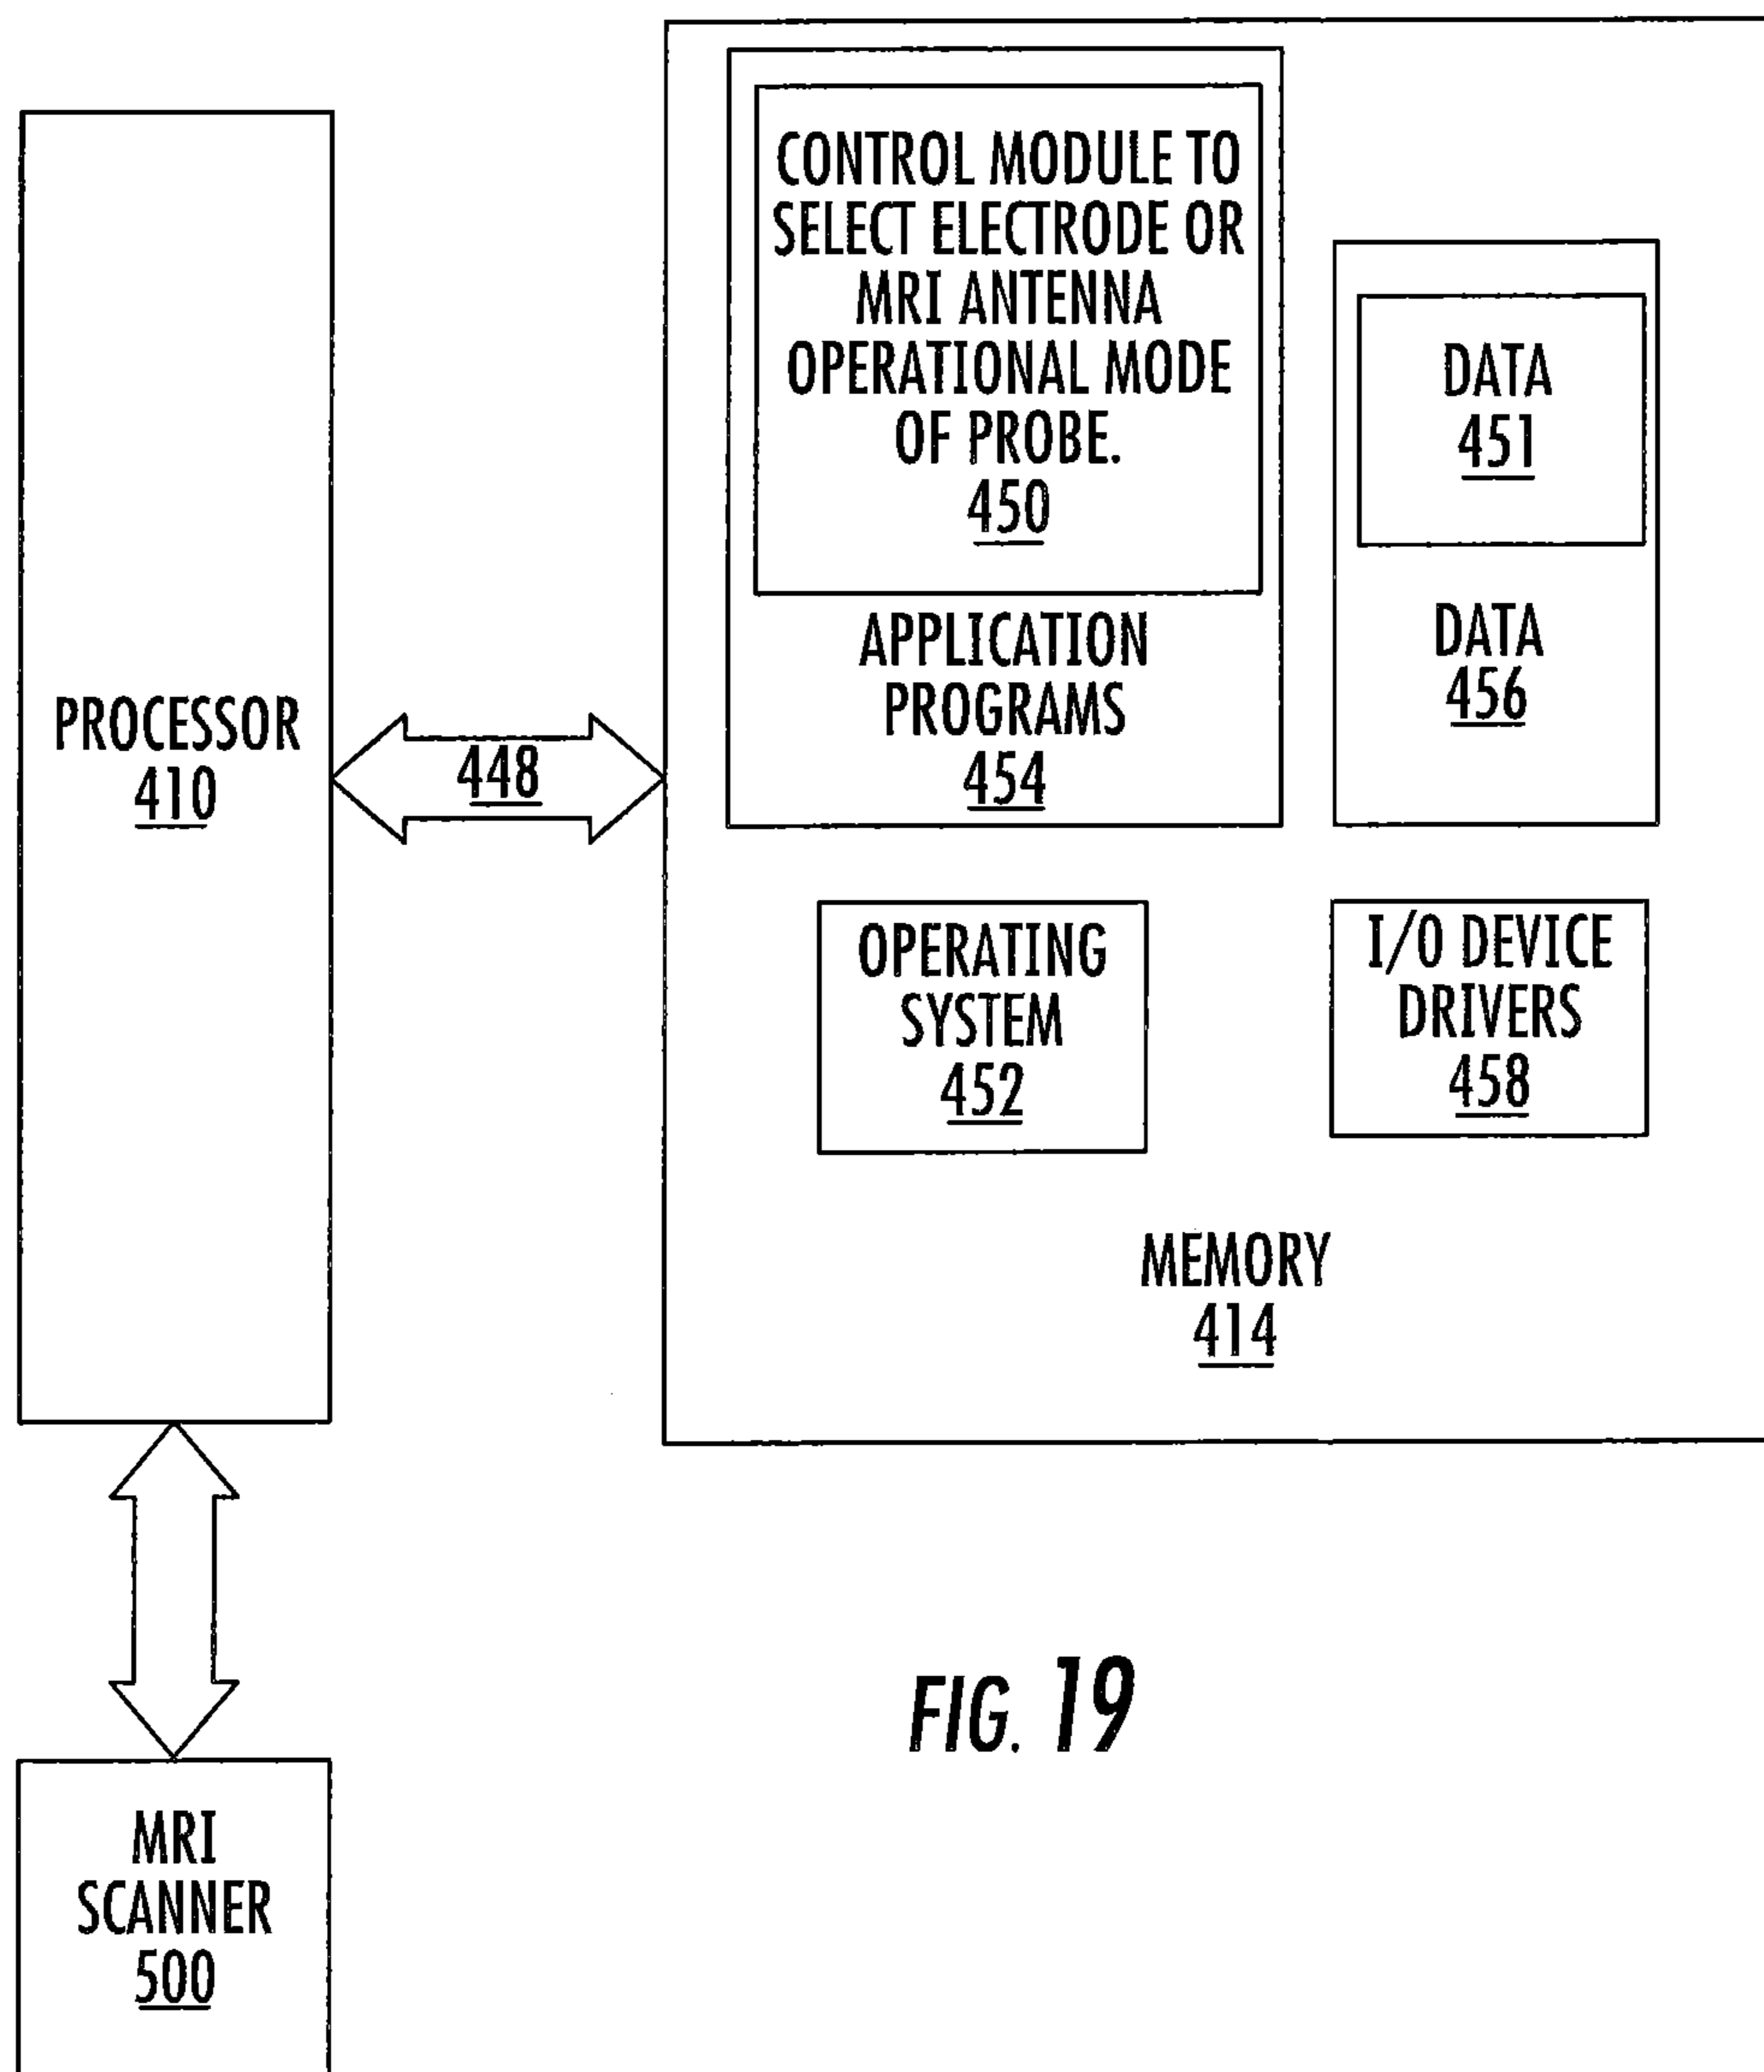 PROCESSOR
410
448
CONTROL MODULE TO
SELECT ELECTRODE OR
MRI ANTENNA
OPERATIONAL MODE
OF PROBE.
450
APPLICATION
PROGRAMS
454
DATA
451
DATA
456
OPERATING
SYSTEM
452
I/O DEVICE
DRIVERS
458
MEMORY
414
MRI
SCANNER
500
FIG. 19